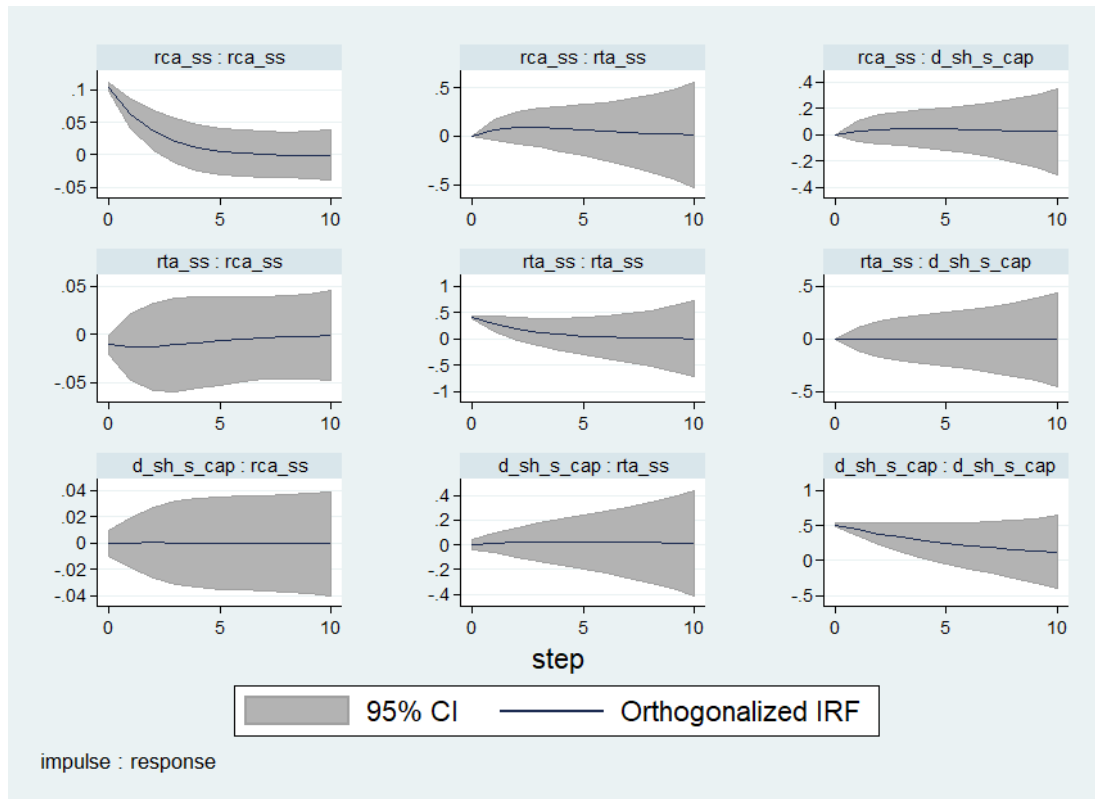 rca_ss : rca_ss
.1
.05
0
-.05
0 5 10
rca_ss : rta_ss
.5
0
-.5
0 5 10
rca_ss : d_sh_s_cap
.4
.2
0
-.2
-.4
0 5 10
rta_ss : rca_ss
.05
0
-.05
0 5 10
rta_ss : rta_ss
1
.5
0
-.5
-1
0 5 10
rta_ss : d_sh_s_cap
.5
0
-.5
0 5 10
d_sh_s_cap : rca_ss
.04
.02
0
-.02
-.04
0 5 10
d_sh_s_cap : rta_ss
.4
.2
0
-.2
-.4
0 5 10
d_sh_s_cap : d_sh_s_cap
1
.5
0
-.5
0 5 10
step
95% CI Orthogonalized IRF
impulse : response